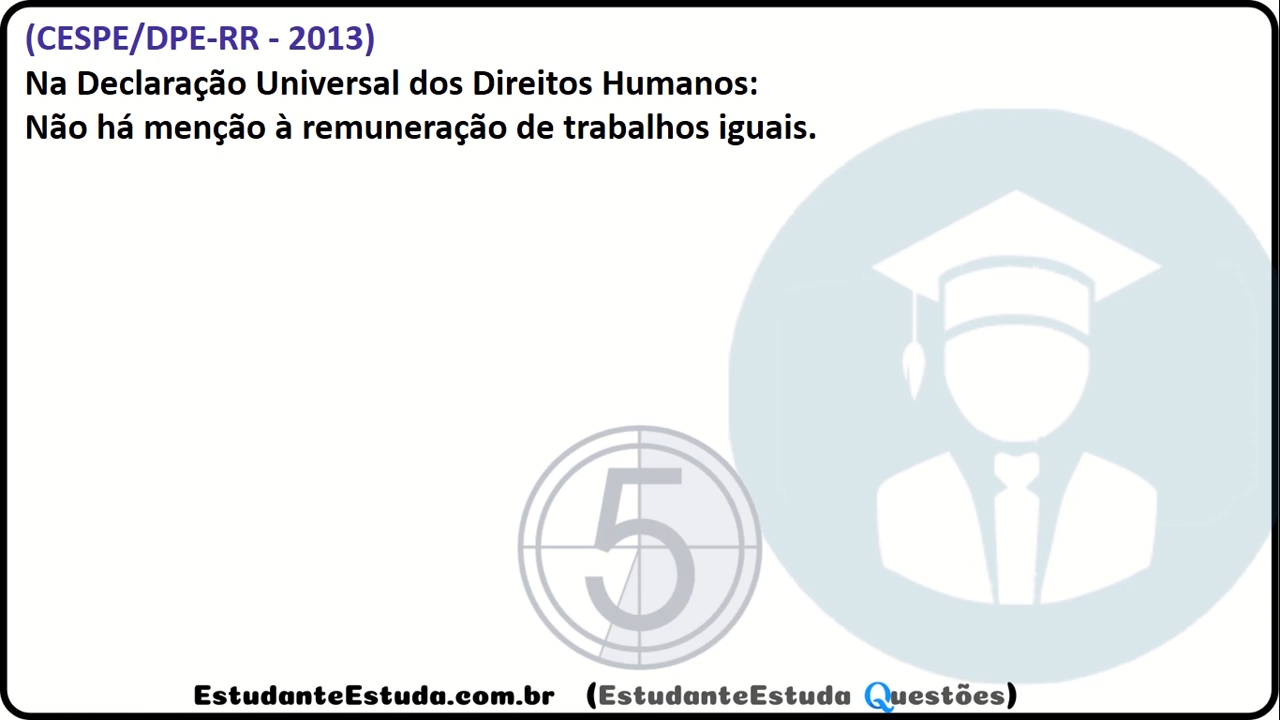 (CESPE/DPE-RR - 2013)
Na Declaração Universal dos Direitos Humanos:
Não há menção à remuneração de trabalhos iguais.
5
EstudanteEstuda.com.br (EstudanteEstuda Questões)